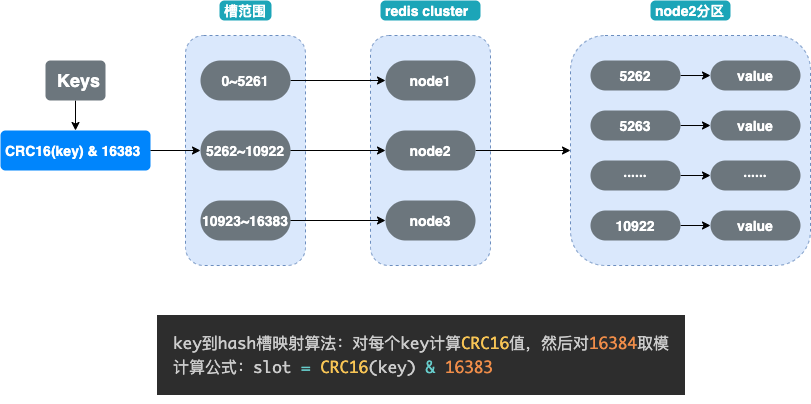 槽范围
redis cluster
node2分区
Keys
CRC16(key) & 16383
0~5261
5262~10922
10923~16383
node1
node2
node3
5262
value
5263
value
······
······
10922
value
key到hash槽映射算法：对每个key计算CRC16值，然后对16384取模
计算公式：slot = CRC16(key) & 16383